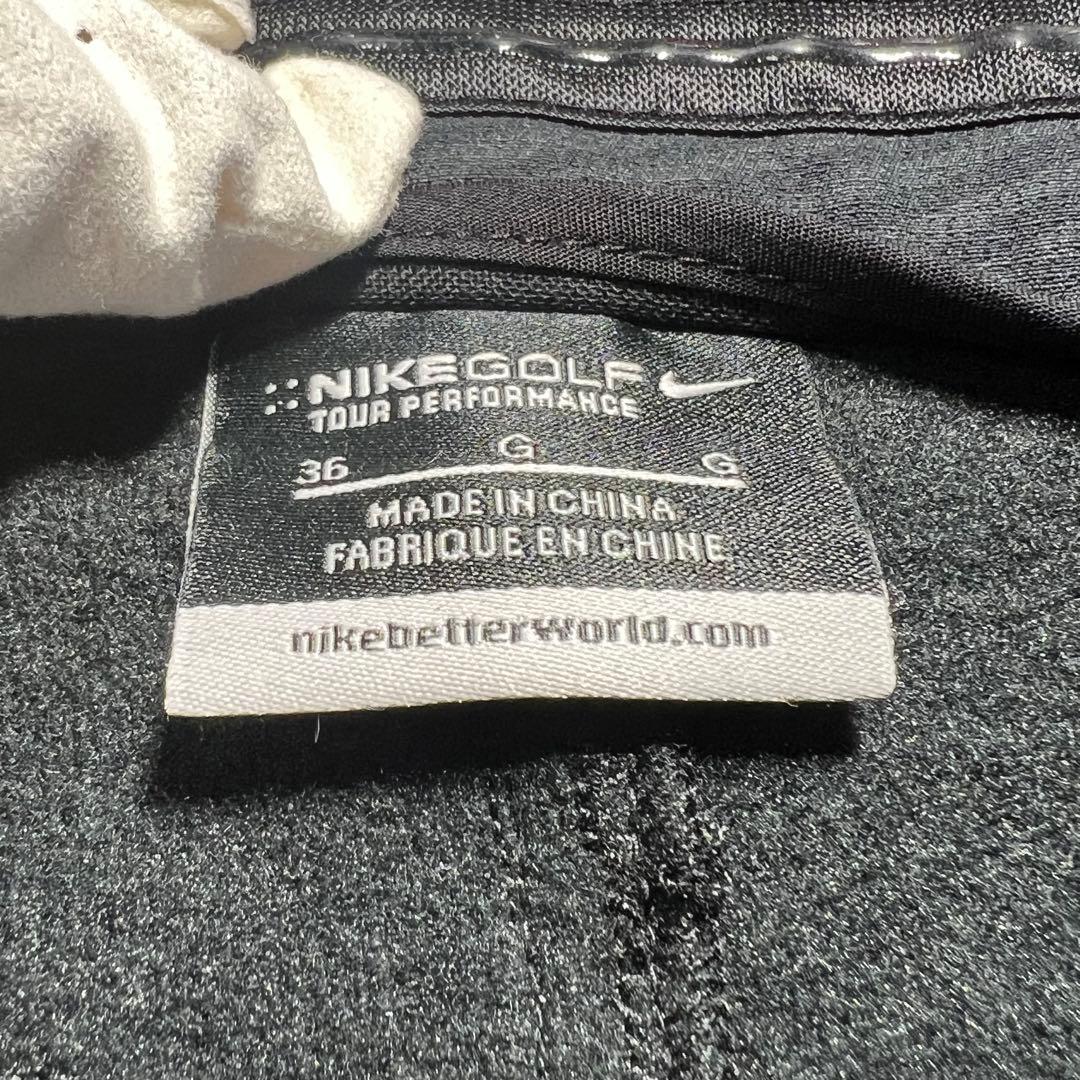 NIKEGOLF
TOUR PERFORMANCE
36 G G
MADE IN CHINA
FABRIQUE EN CHINE
nikebetterworld.com